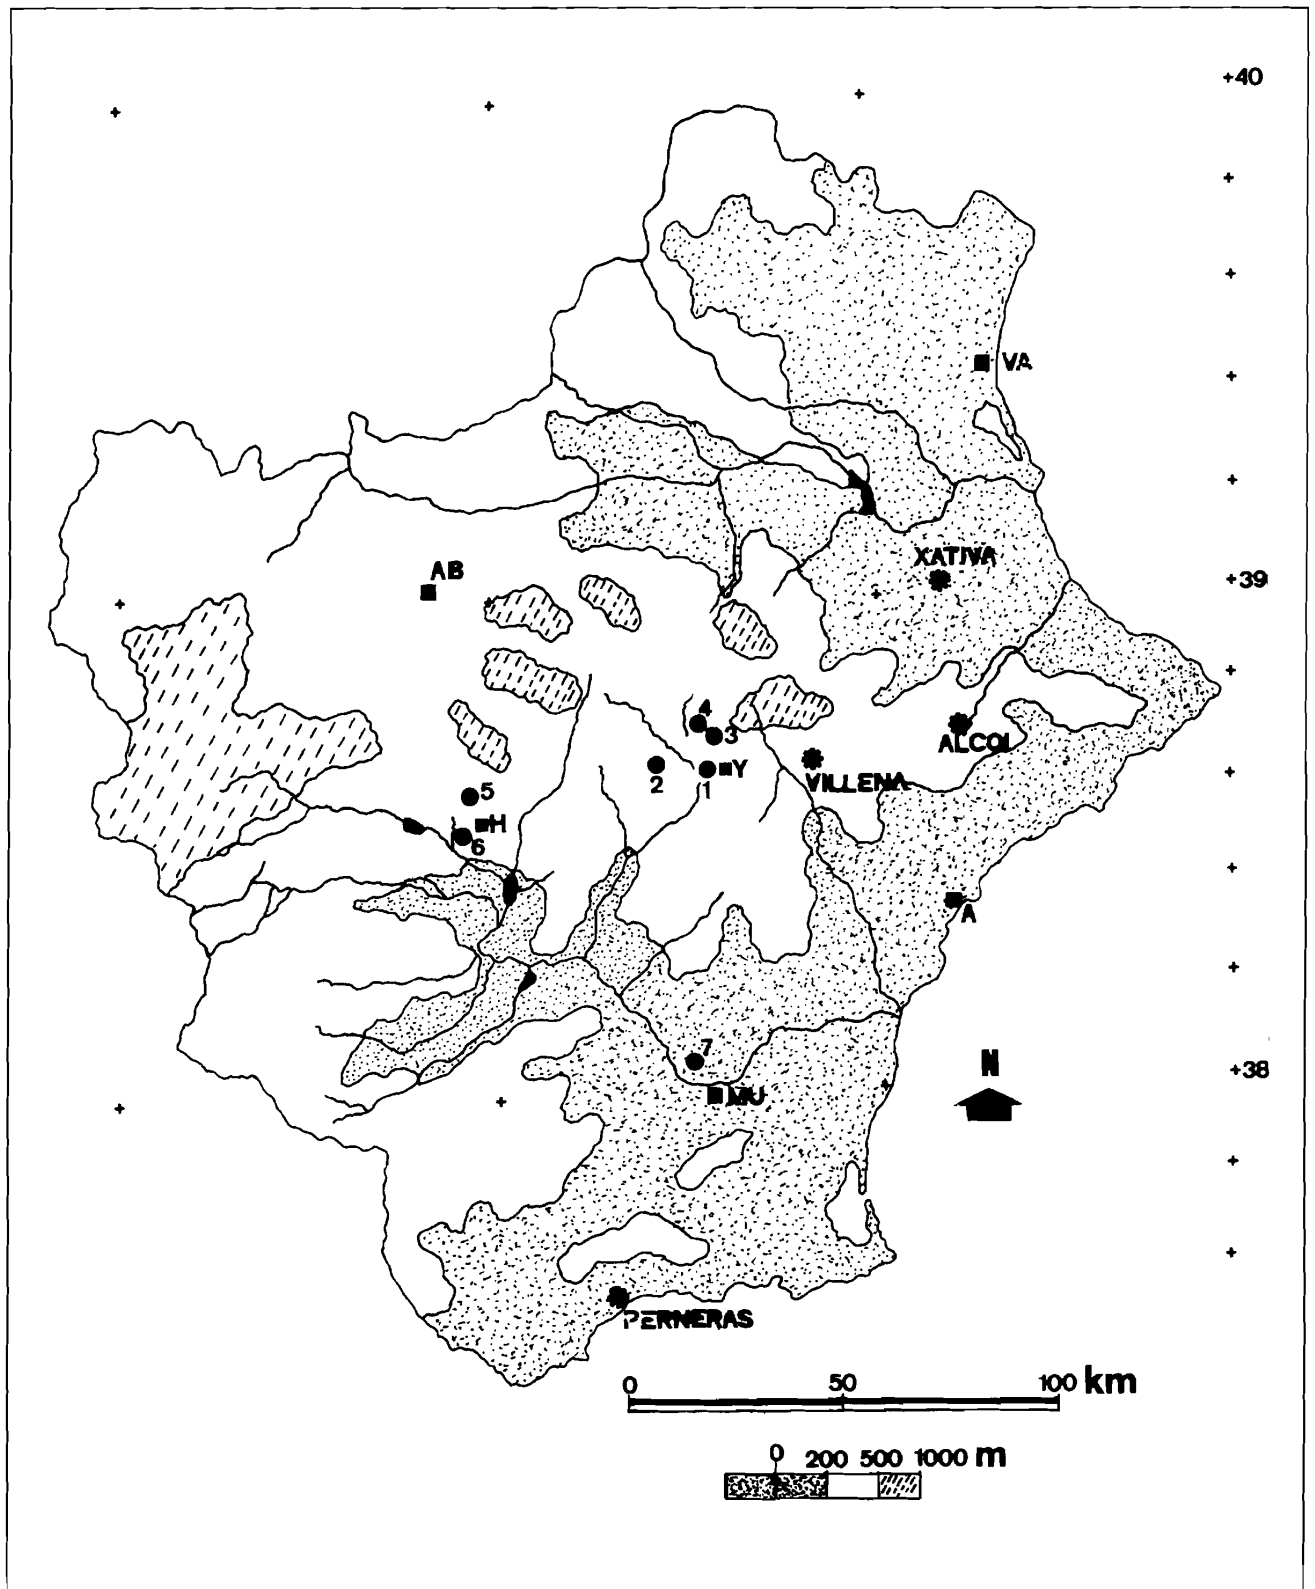 +40
VA
XATIVA
AB
+39
4
3
ALCOI
2
1
Y
VILLENA
5
H
6
A
7
N
+38
MU
PERNERAS
0 50 100 km
0 200 500 1000 m